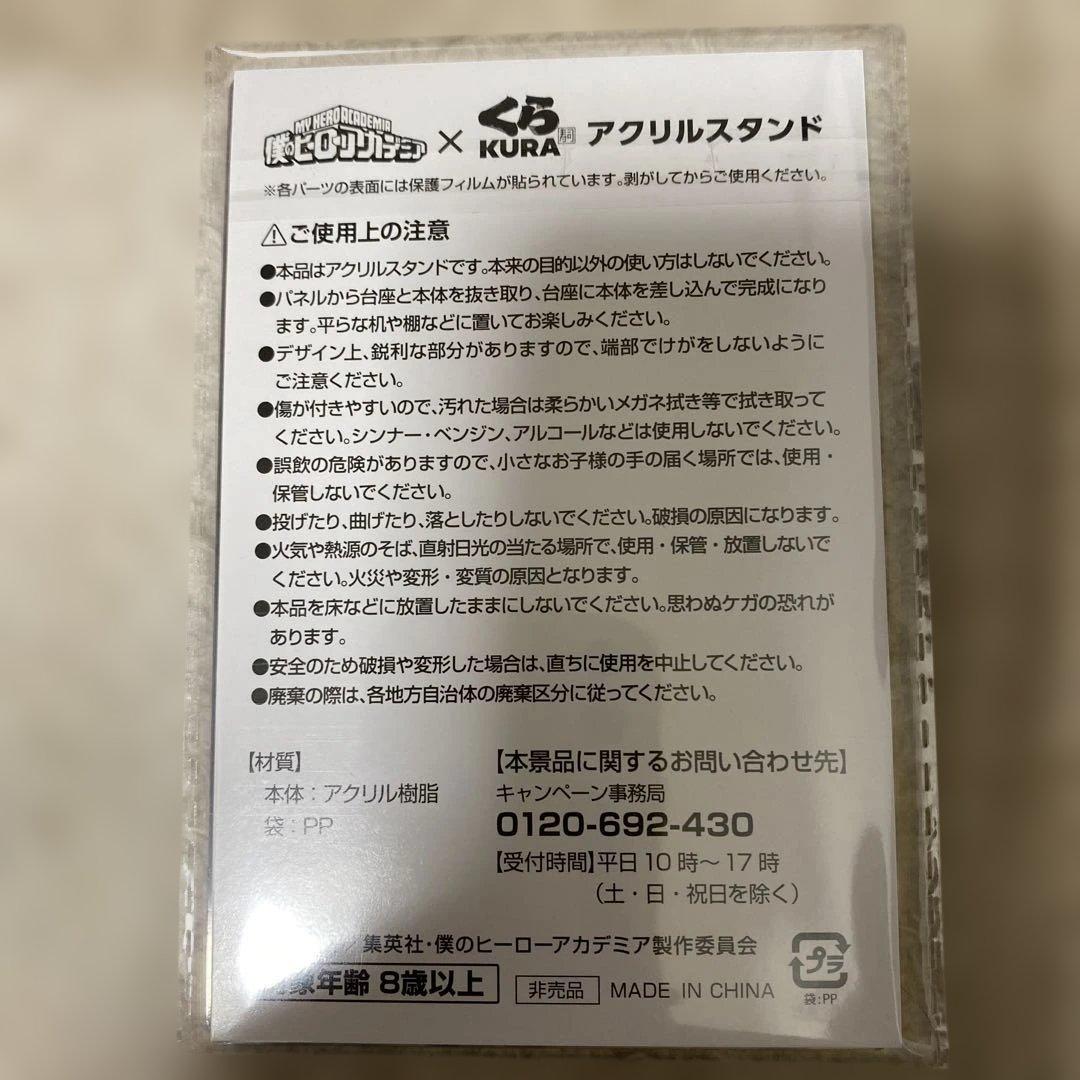 MY HERO ACADEMIA
僕のヒーローアカデミア × くら KURA 寿司 アクリルスタンド
※各パーツの表面には保護フィルムが貼られています。剥がしてからご使用ください。
⚠ご使用上の注意
●本品はアクリルスタンドです。本来の目的以外の使い方はしないでください。
●パネルから台座と本体を抜き取り、台座に本体を差し込んで完成になり
ます。平らな机や棚などに置いてお楽しみください。
●デザイン上、鋭利な部分がありますので、端部でけがをしないように
ご注意ください。
●傷が付きやすいので、汚れた場合は柔らかいメガネ拭き等で拭き取って
ください。シンナー・ベンジン、アルコールなどは使用しないでください。
●誤飲の危険がありますので、小さなお子様の手の届く場所では、使用・
保管しないでください。
●投げたり、曲げたり、落としたりしないでください。破損の原因になります。
●火気や熱源のそば、直射日光の当たる場所で、使用・保管・放置しないで
ください。火災や変形・変質の原因となります。
●本品を床などに放置したままにしないでください。思わぬケガの恐れが
あります。
●安全のため破損や変形した場合は、直ちに使用を中止してください。
●廃棄の際は、各地方自治体の廃棄区分に従ってください。
【材質】
本体：アクリル樹脂
袋：PP
【本景品に関するお問い合わせ先】
キャンペーン事務局
0120-692-430
【受付時間】平日10時～17時
（土・日・祝日を除く）
集英社・僕のヒーローアカデミア製作委員会
対象年齢 8歳以上
非売品 MADE IN CHINA
プラ
袋:PP